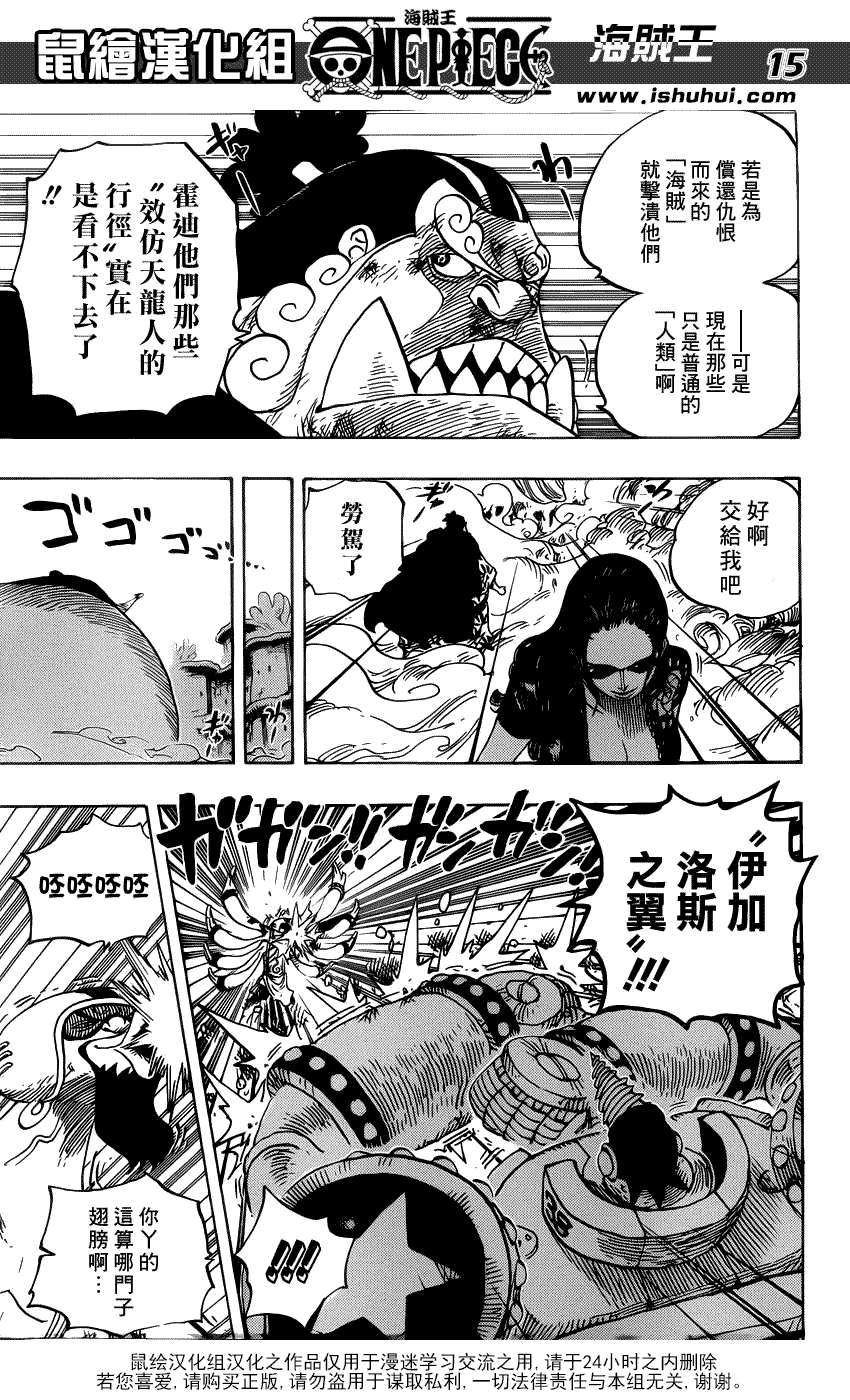 鼠繪漢化組
海賊王
ONE PIECE
海賊王
www.ishuhui.com
15
若是為
償還仇恨
而來的
「海賊」
就擊潰他們
——可是
現在那些
只是普通的
「人類」啊
霍迪他們那些
〝效仿天龍人的
行徑〞實在
是看不下去了
!!
好啊
交給我吧
勞駕了
ゴゴゴゴ...
〝伊加
洛斯
之翼〞!!!
ガガン!!ガガン!!
呸呸呸呸
!!!
你丫的
這算哪門子
翅膀啊…
鼠绘汉化组汉化之作品仅用于漫迷学习交流之用, 请于24小时之内删除
若您喜爱, 请购买正版, 请勿盗用于谋取私利, 一切法律责任与本组无关, 谢谢。